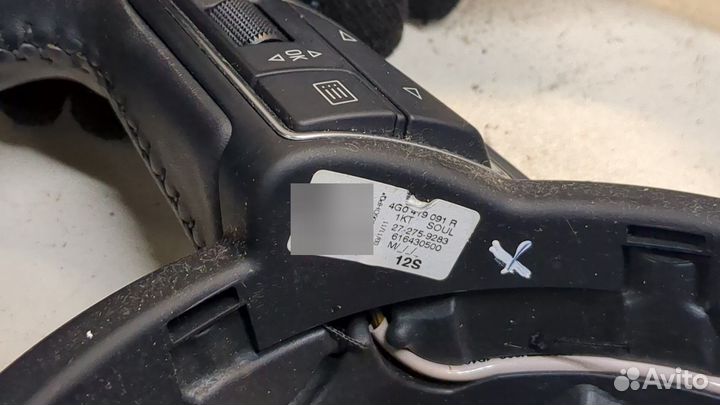 OK
4G0 419 091 R
1KT SOUL
27-275-9283
616430500
M/./.
12S
Avito